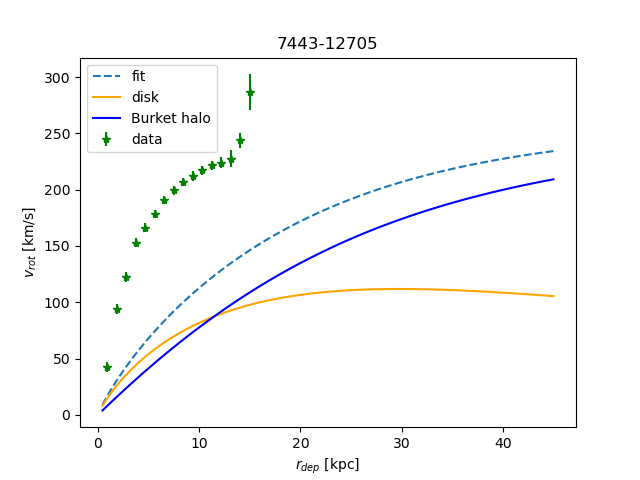 7443-12705
fit
disk
Burket halo
data
300
250
200
150
100
50
0
v_rot [km/s]
0 10 20 30 40
r_dep [kpc]